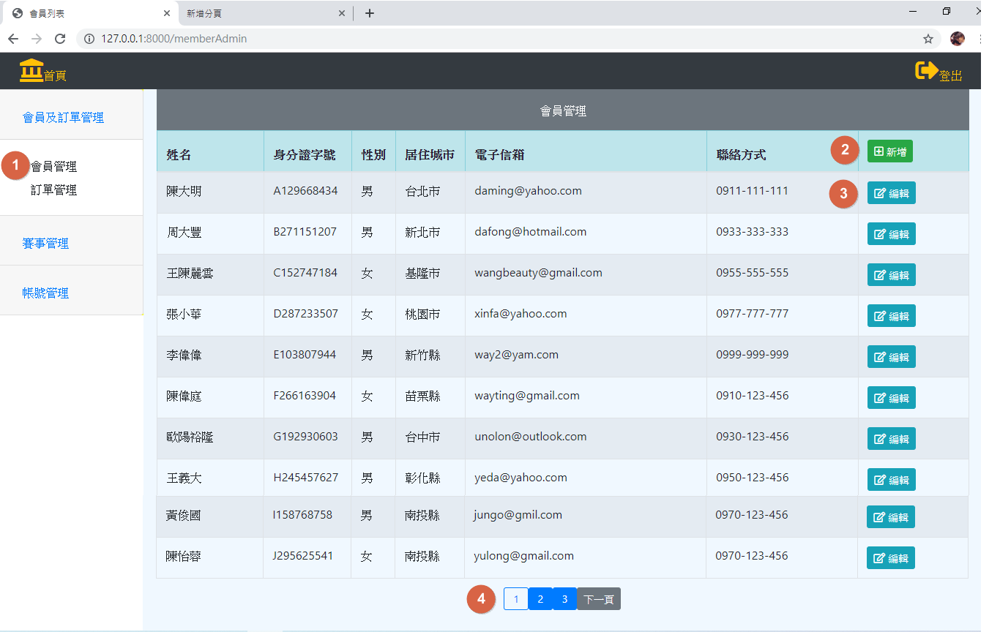 會員列表 新增分頁
127.0.0.1:8000/memberAdmin
首頁 登出
會員及訂單管理
1 會員管理
訂單管理
賽事管理
帳號管理
會員管理
姓名 身分證字號 性別 居住城市 電子信箱 聯絡方式 2 新增
陳大明 A129668434 男 台北市 daming@yahoo.com 0911-111-111 3 編輯
周大豐 B271151207 男 新北市 dafong@hotmail.com 0933-333-333 編輯
王陳麗雲 C152747184 女 基隆市 wangbeauty@gmail.com 0955-555-555 編輯
張小華 D287233507 女 桃園市 xinfa@yahoo.com 0977-777-777 編輯
李偉偉 E103807944 男 新竹縣 way2@yam.com 0999-999-999 編輯
陳偉庭 F266163904 女 苗栗縣 wayting@gmail.com 0910-123-456 編輯
歐陽裕隆 G192930603 男 台中市 unolon@outlook.com 0930-123-456 編輯
王義大 H245457627 男 彰化縣 yeda@yahoo.com 0950-123-456 編輯
黃俊國 I158768758 男 南投縣 jungo@gmil.com 0970-123-456 編輯
陳怡蓉 J295625541 女 南投縣 yulong@gmail.com 0970-123-456 編輯
4 1 2 3 下一頁